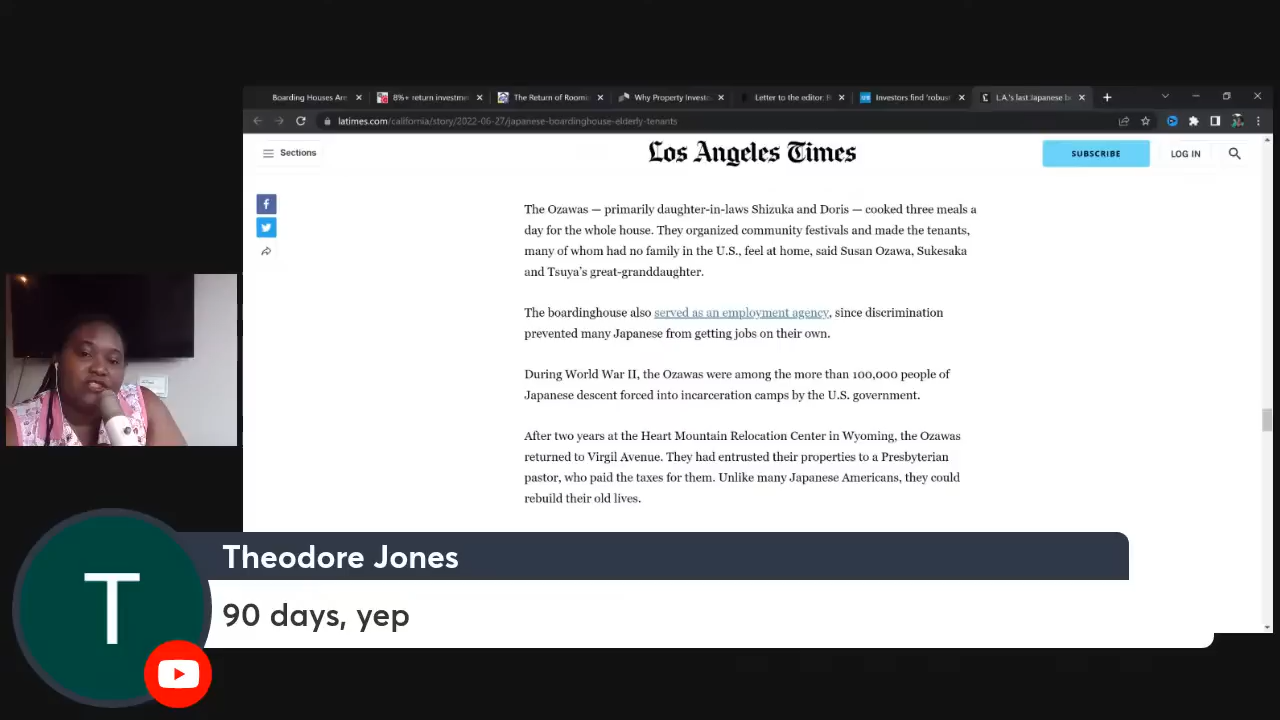 Boarding Houses Are
8%+ return investme
The Return of Roomi
Why Property Investo
Letter to the editor: B
Investors find 'robus
L.A.'s last Japanese b
latimes.com/california/story/2022-06-27/japanese-boardinghouse-elderly-tenants
Sections
Los Angeles Times
SUBSCRIBE
LOG IN
The Ozawas — primarily daughter-in-laws Shizuka and Doris — cooked three meals a
day for the whole house. They organized community festivals and made the tenants,
many of whom had no family in the U.S., feel at home, said Susan Ozawa, Sukesaka
and Tsuya’s great-granddaughter.
The boardinghouse also served as an employment agency, since discrimination
prevented many Japanese from getting jobs on their own.
During World War II, the Ozawas were among the more than 100,000 people of
Japanese descent forced into incarceration camps by the U.S. government.
After two years at the Heart Mountain Relocation Center in Wyoming, the Ozawas
returned to Virgil Avenue. They had entrusted their properties to a Presbyterian
pastor, who paid the taxes for them. Unlike many Japanese Americans, they could
rebuild their old lives.
T
Theodore Jones
90 days, yep